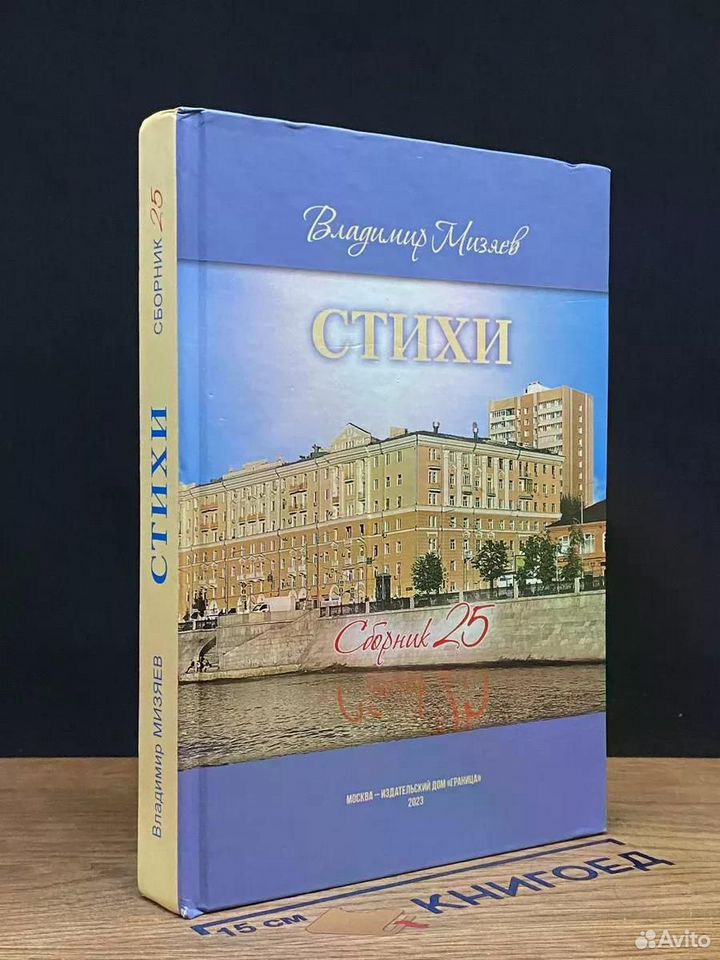 Владимир Мизяев
СТИХИ
Сборник 25
МОСКВА – ИЗДАТЕЛЬСКИЙ ДОМ «ГРАНИЦА»
2023
Владимир МИЗЯЕВ СТИХИ СБОРНИК 25
15 СМ КНИГОЕД
Avito